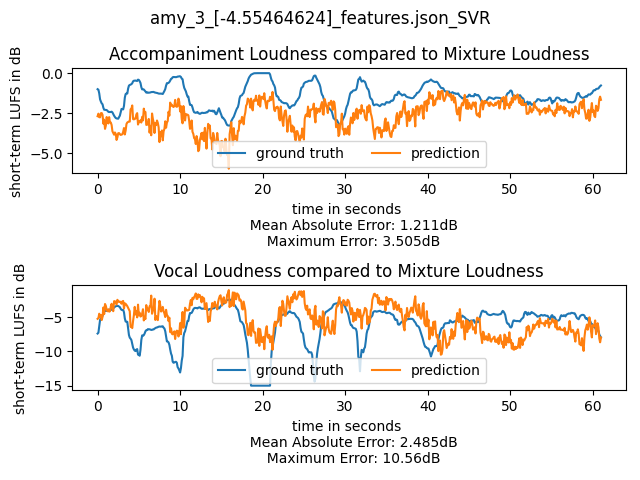 amy_3_[-4.55464624]_features.json_SVR
Accompaniment Loudness compared to Mixture Loudness
short-term LUFS in dB
0.0
−2.5
−5.0
ground truth prediction
0 10 20 30 40 50 60
time in seconds
Mean Absolute Error: 1.211dB
Maximum Error: 3.505dB
Vocal Loudness compared to Mixture Loudness
short-term LUFS in dB
−5
−10
−15
ground truth prediction
0 10 20 30 40 50 60
time in seconds
Mean Absolute Error: 2.485dB
Maximum Error: 10.56dB